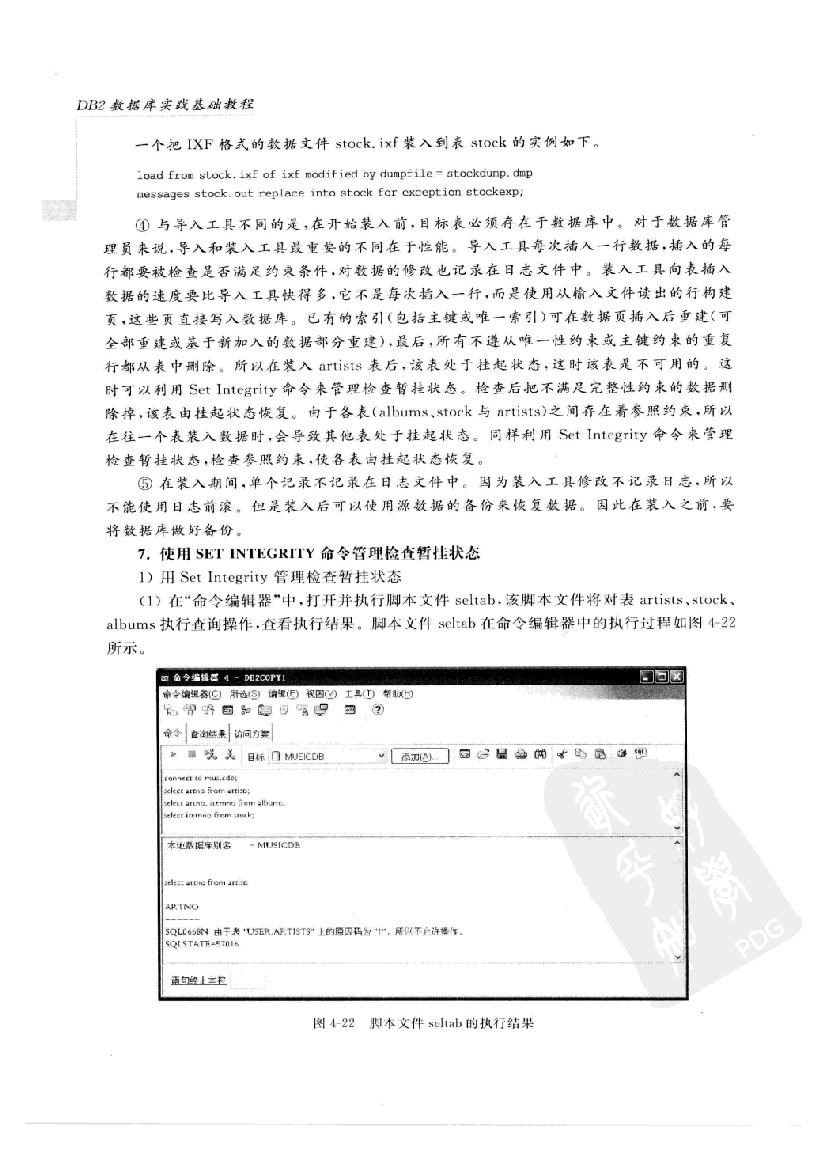 DB2 数据库实践基础教程
一个把 IXF 格式的数据文件 stock.ixf 装入到表 stock 的实例如下。
load from stock.ixf of ixf modified by dumpfile = stockdump.dmp
messages stock.out replace into stock for exception stockexp;
④ 与导入工具不同的是,在开始装入前,目标表必须存在于数据库中。对于数据库管
理员来说,导入和装入工具最重要的不同在于性能。导入工具每次插入一行数据,插入的每
行都要被检查是否满足约束条件,对数据的修改也记录在日志文件中。装入工具向表插入
数据的速度要比导入工具快得多,它不是每次插入一行,而是使用从输入文件读出的行构建
页,这些页直接写入数据库。已有的索引(包括主键或唯一索引)可在数据页插入后重建(可
全部重建或基于新加入的数据部分重建),最后,所有不遵从唯一性约束或主键约束的重复
行都从表中删除。所以在装入 artists 表后,该表处于挂起状态,这时该表是不可用的。这
时可以利用 Set Integrity 命令来管理检查暂挂状态。检查后把不满足完整性约束的数据删
除掉,该表由挂起状态恢复。由于各表(albums、stock 与 artists)之间存在着参照约束,所以
在往一个表装入数据时,会导致其他表处于挂起状态。同样利用 Set Integrity 命令来管理
检查暂挂状态,检查参照约束,使各表由挂起状态恢复。
⑤ 在装入期间,单个记录不记录在日志文件中。因为装入工具修改不记录日志,所以
不能使用日志前滚。但是装入后可以使用源数据的备份来恢复数据。因此在装入之前,要
将数据库做好备份。
7. 使用 SET INTEGRITY 命令管理检查暂挂状态
1) 用 Set Integrity 管理检查暂挂状态
(1) 在“命令编辑器”中,打开并执行脚本文件 seltab,该脚本文件将对表 artists、stock、
albums 执行查询操作,查看执行结果。脚本文件 seltab 在命令编辑器中的执行过程如图 4-22
所示。
命令编辑器 4 - DB2COPY1
命令编辑器(C) 所选(S) 编辑(E) 视图(V) 工具(T) 帮助(H)
命令 查询结果 访问方案
目标 MUSICDB 添加(A)...
connect to musicdb;
select artno from artists;
select artno, itemno from albums;
select itemno from stock;
本地数据库别名 = MUSICDB
select artno from artists
ARTNO
------
SQL0668N 由于表 "USER.ARTISTS" 上的原因码为 "1",所以不允许操作。
SQLSTATE=57016
语句终止字符
PDG
图 4-22 脚本文件 seltab 的执行结果